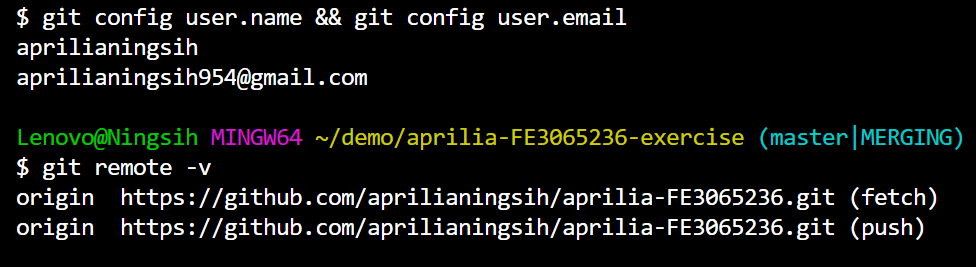 $ git config user.name && git config user.email
aprilianingsih
aprilianingsih954@gmail.com
Lenovo@Ningsih MINGW64 ~/demo/aprilia-FE3065236-exercise (master|MERGING)
$ git remote -v
origin  https://github.com/aprilianingsih/aprilia-FE3065236.git (fetch)
origin  https://github.com/aprilianingsih/aprilia-FE3065236.git (push)